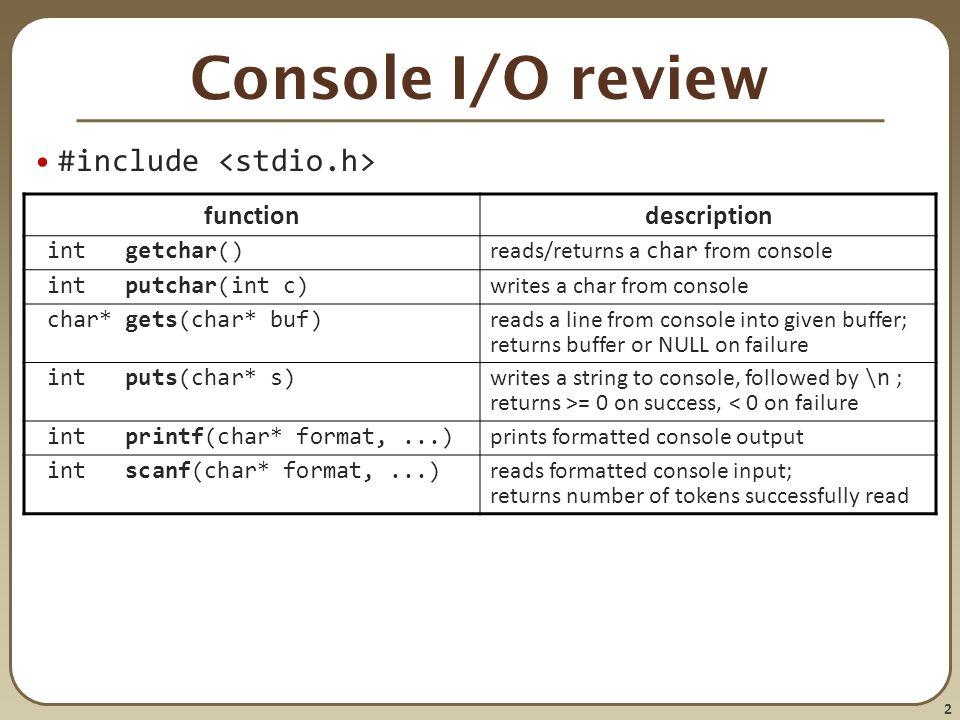 Console I/O review
• #include <stdio.h>
function description
int getchar() reads/returns a char from console
int putchar(int c) writes a char from console
char* gets(char* buf) reads a line from console into given buffer;
returns buffer or NULL on failure
int puts(char* s) writes a string to console, followed by \n ;
returns >= 0 on success, < 0 on failure
int printf(char* format, ...) prints formatted console output
int scanf(char* format, ...) reads formatted console input;
returns number of tokens successfully read
2